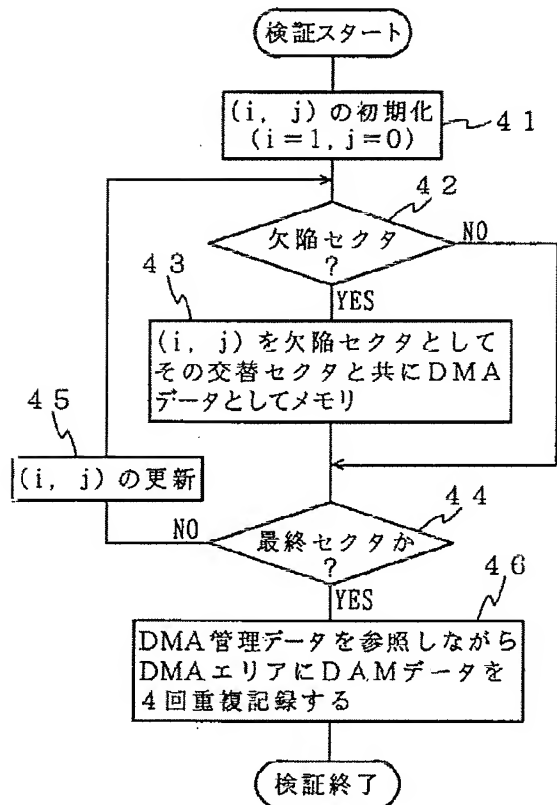 検証スタート
(i, j) の初期化
(i=1, j=0)
41
42
欠陥セクタ
?
NO
43
YES
(i, j) を欠陥セクタとして
その交替セクタと共にDMA
データとしてメモリ
45
(i, j) の更新
44
NO
最終セクタか
?
46
YES
DMA管理データを参照しながら
DMAエリアにDAMデータを
4回重複記録する
検証終了